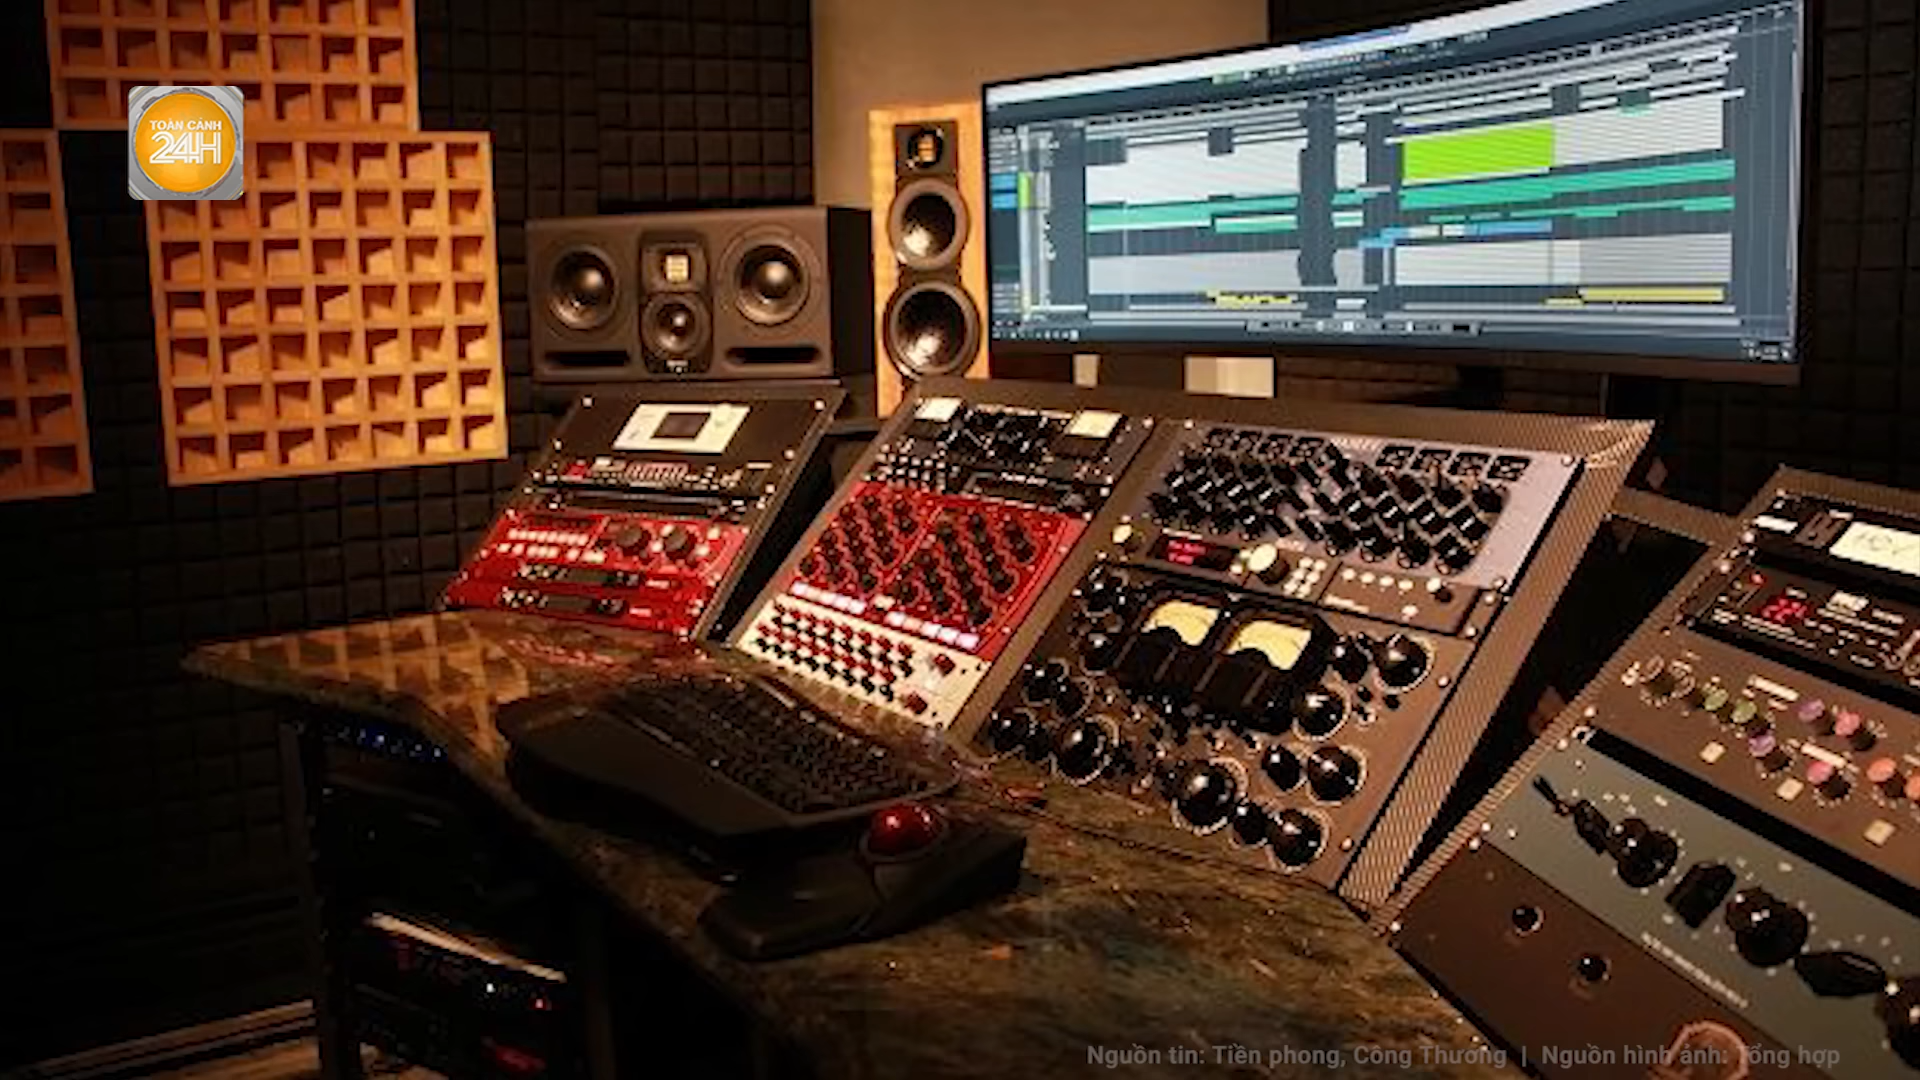 TOÀN CẢNH
24H
Nguồn tin: Tiền phong, Công Thương | Nguồn hình ảnh: Tổng hợp